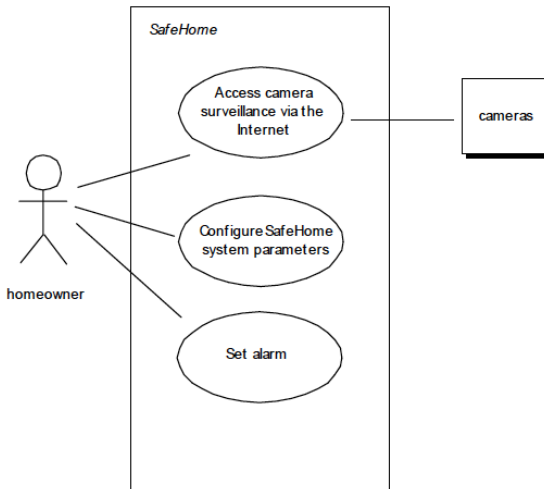 SafeHome
Access camera
surveillance via the
Internet
cameras
Configure SafeHome
system parameters
homeowner
Set alarm